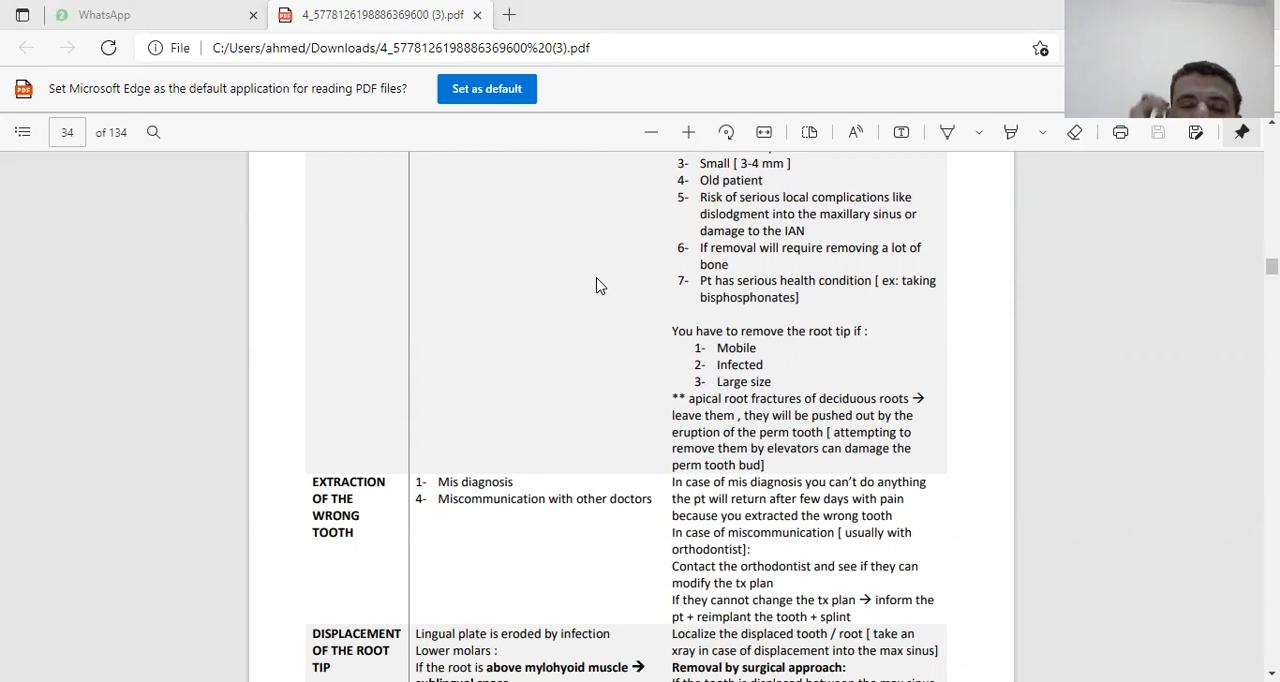 WhatsApp
4_5778126198886369600 (3).pdf
File
C:/Users/ahmed/Downloads/4_5778126198886369600%20(3).pdf
Set Microsoft Edge as the default application for reading PDF files?
Set as default
34 of 134
3- Small [ 3-4 mm ]
4- Old patient
5- Risk of serious local complications like
dislodgment into the maxillary sinus or
damage to the IAN
6- If removal will require removing a lot of
bone
7- Pt has serious health condition [ ex: taking
bisphosphonates]
You have to remove the root tip if :
1- Mobile
2- Infected
3- Large size
** apical root fractures of deciduous roots →
leave them , they will be pushed out by the
eruption of the perm tooth [ attempting to
remove them by elevators can damage the
perm tooth bud]
EXTRACTION
OF THE
WRONG
TOOTH
1- Mis diagnosis
4- Miscommunication with other doctors
In case of mis diagnosis you can't do anything
the pt will return after few days with pain
because you extracted the wrong tooth
In case of miscommunication [ usually with
orthodontist]:
Contact the orthodontist and see if they can
modify the tx plan
If they cannot change the tx plan → inform the
pt + reimplant the tooth + splint
DISPLACEMENT
OF THE ROOT
TIP
Lingual plate is eroded by infection
Lower molars :
If the root is above mylohyoid muscle →
sublingual space
Localize the displaced tooth / root [ take an
xray in case of displacement into the max sinus]
Removal by surgical approach:
If the tooth is displaced between the max sinus